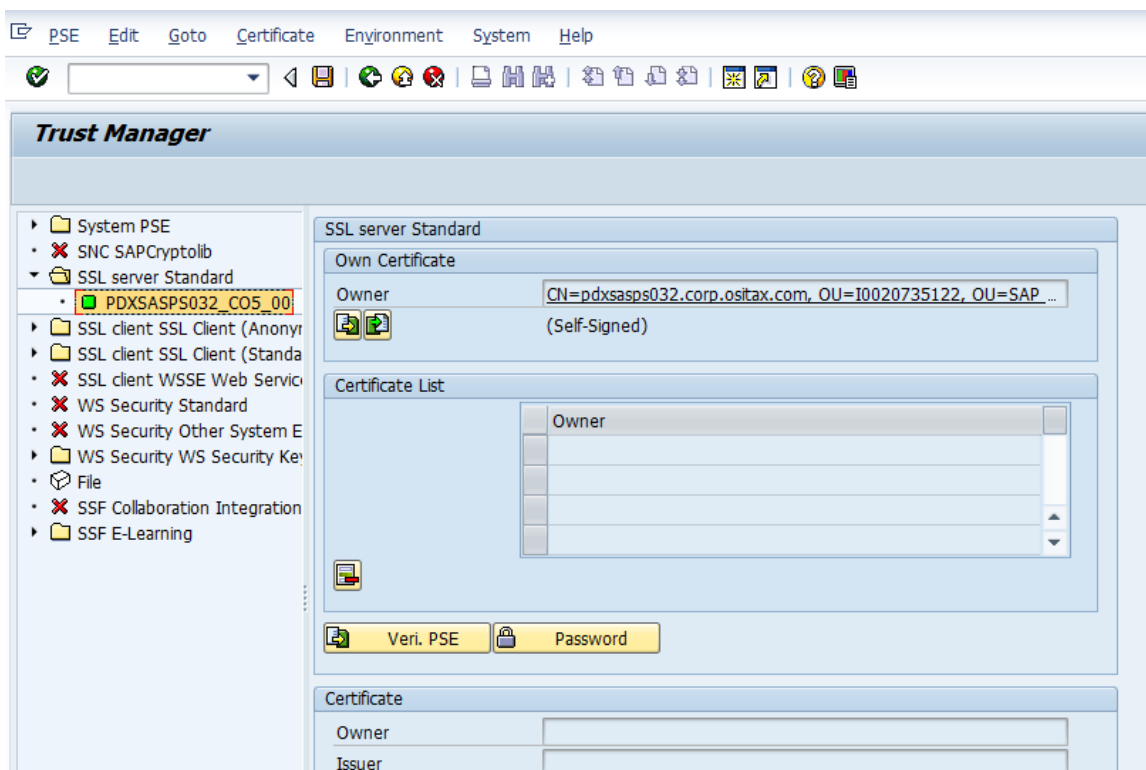 PSE Edit Goto Certificate Environment System Help
Trust Manager
System PSE
SNC SAPCryptolib
SSL server Standard
PDXSASPS032_CO5_00
SSL client SSL Client (Anonyr
SSL client SSL Client (Standa
SSL client WSSE Web Servic
WS Security Standard
WS Security Other System E
WS Security WS Security Key
File
SSF Collaboration Integration
SSF E-Learning
SSL server Standard
Own Certificate
Owner CN=pdxsasps032.corp.ositax.com, OU=I0020735122, OU=SAP_...
(Self-Signed)
Certificate List
Owner
Veri. PSE Password
Certificate
Owner
Issuer